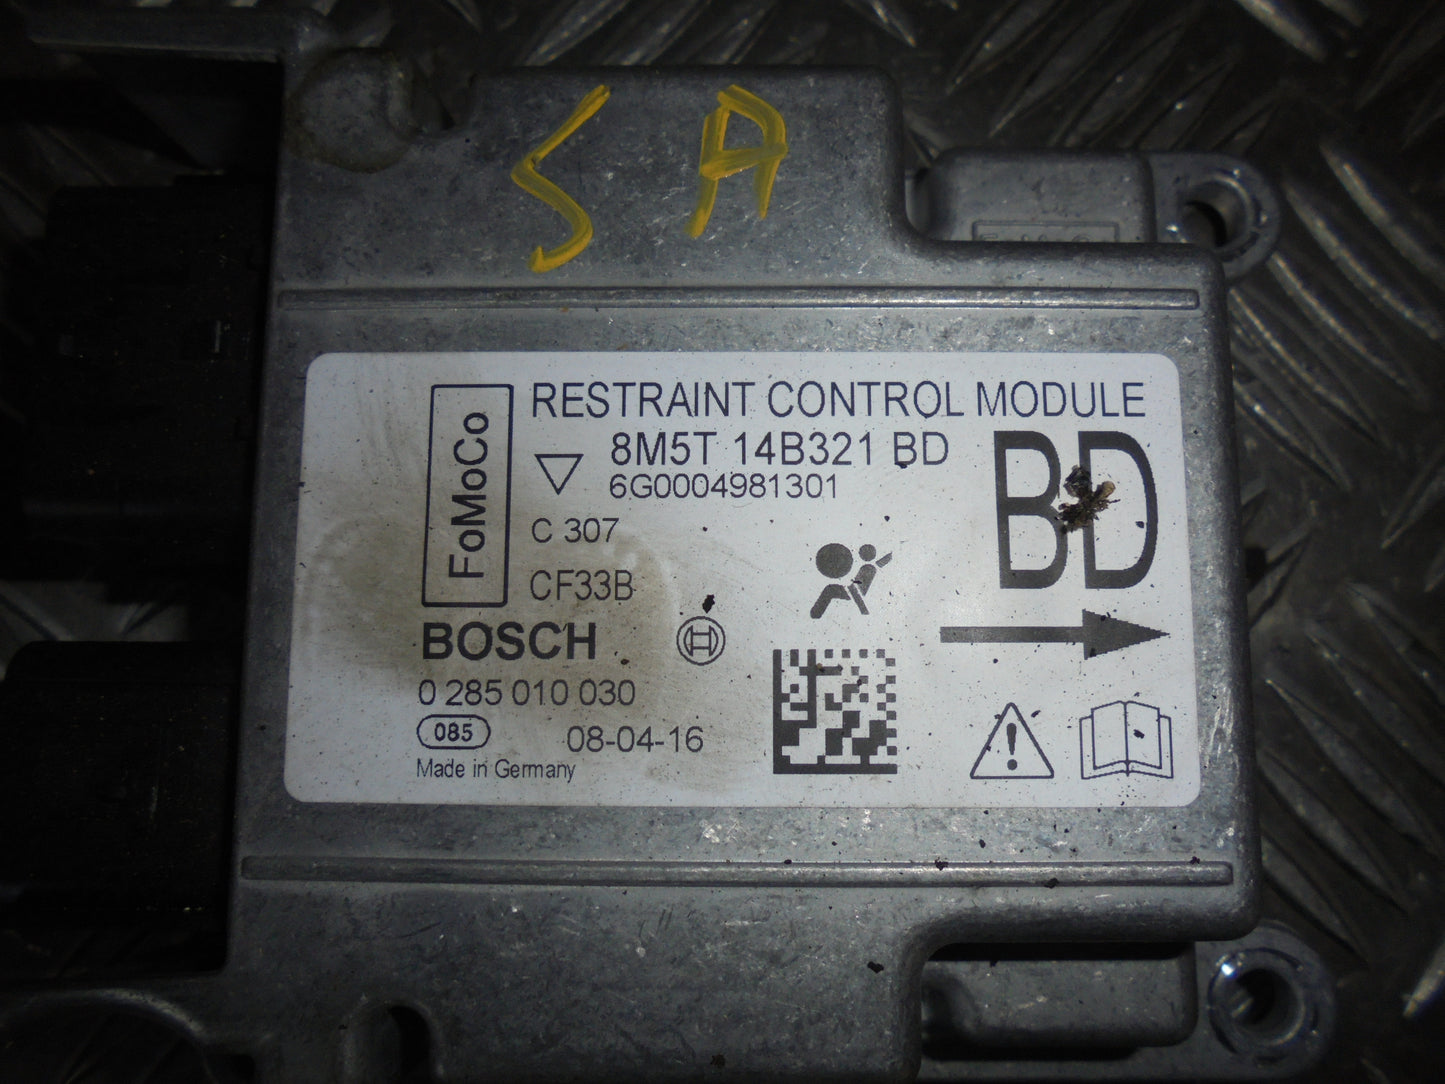 SA
FoMoCo
RESTRAINT CONTROL MODULE
8M5T 14B321 BD
6G0004981301
BD
C 307
CF33B
BOSCH
0 285 010 030
085 08-04-16
Made in Germany